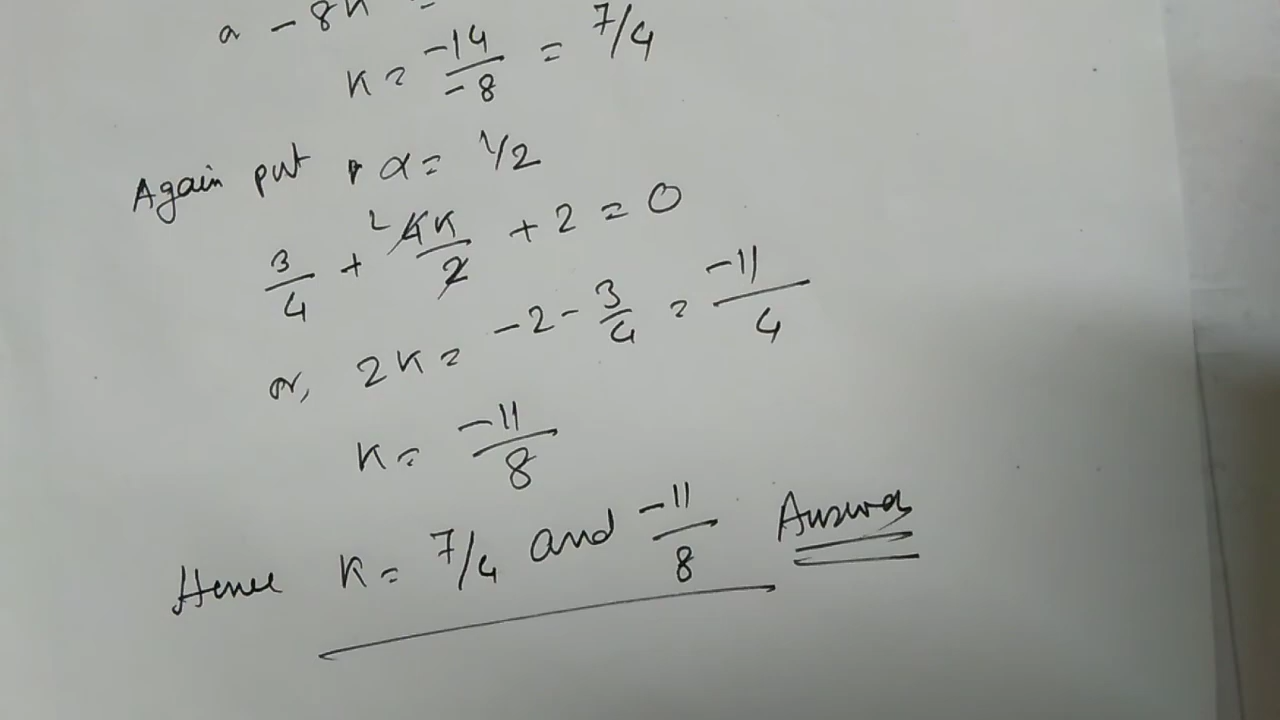 a - 8K =
K = -14/-8 = 7/4
Again put α = 1/2
3/4 + 4K/2 + 2 = 0
or, 2K = -2 - 3/4 = -11/4
K = -11/8
Hence K = 7/4 and -11/8 Answer